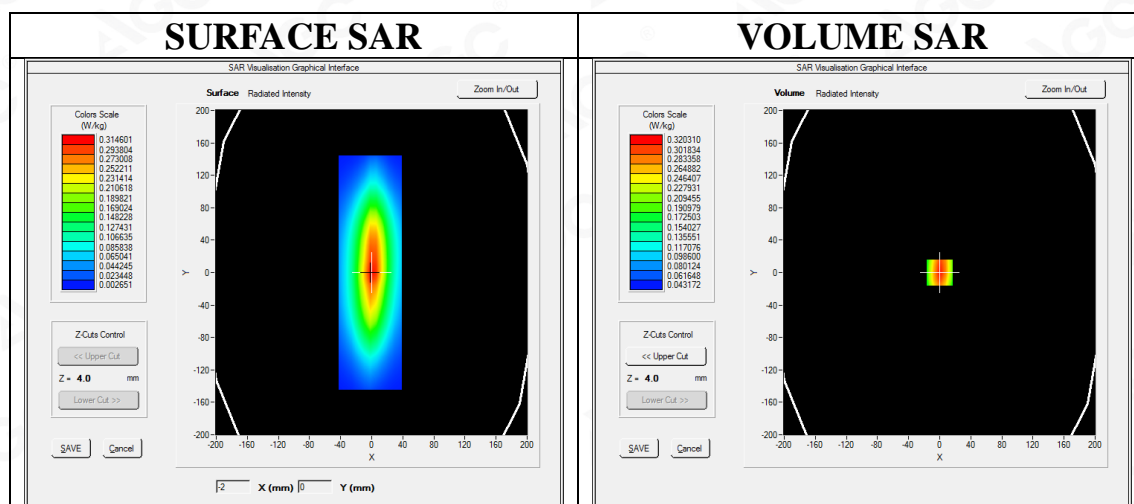 SURFACE SAR
SAR Visualisation Graphical Interface
Surface Radiated Intensity
Zoom In/Out
Colors Scale
(W/kg)
0.314601
0.293804
0.273008
0.252211
0.231414
0.210618
0.189821
0.169024
0.148228
0.127431
0.106635
0.085838
0.065041
0.044245
0.023448
0.002651
Z-Cuts Control
<< Upper Cut
Z = 4.0 mm
Lower Cut >>
SAVE Cancel
200
160
120
80
40
0
-40
-80
-120
-160
-200
Y
-200 -160 -120 -80 -40 0 40 80 120 160 200
X
-2 X (mm) 0 Y (mm)
VOLUME SAR
SAR Visualisation Graphical Interface
Volume Radiated Intensity
Zoom In/Out
Colors Scale
(W/kg)
0.320310
0.301834
0.283358
0.264882
0.246407
0.227931
0.209455
0.190979
0.172503
0.154027
0.135551
0.117076
0.098600
0.080124
0.061648
0.043172
Z-Cuts Control
<< Upper Cut
Z = 4.0 mm
Lower Cut >>
SAVE Cancel
200
160
120
80
40
0
-40
-80
-120
-160
-200
Y
-200 -160 -120 -80 -40 0 40 80 120 160 200
X